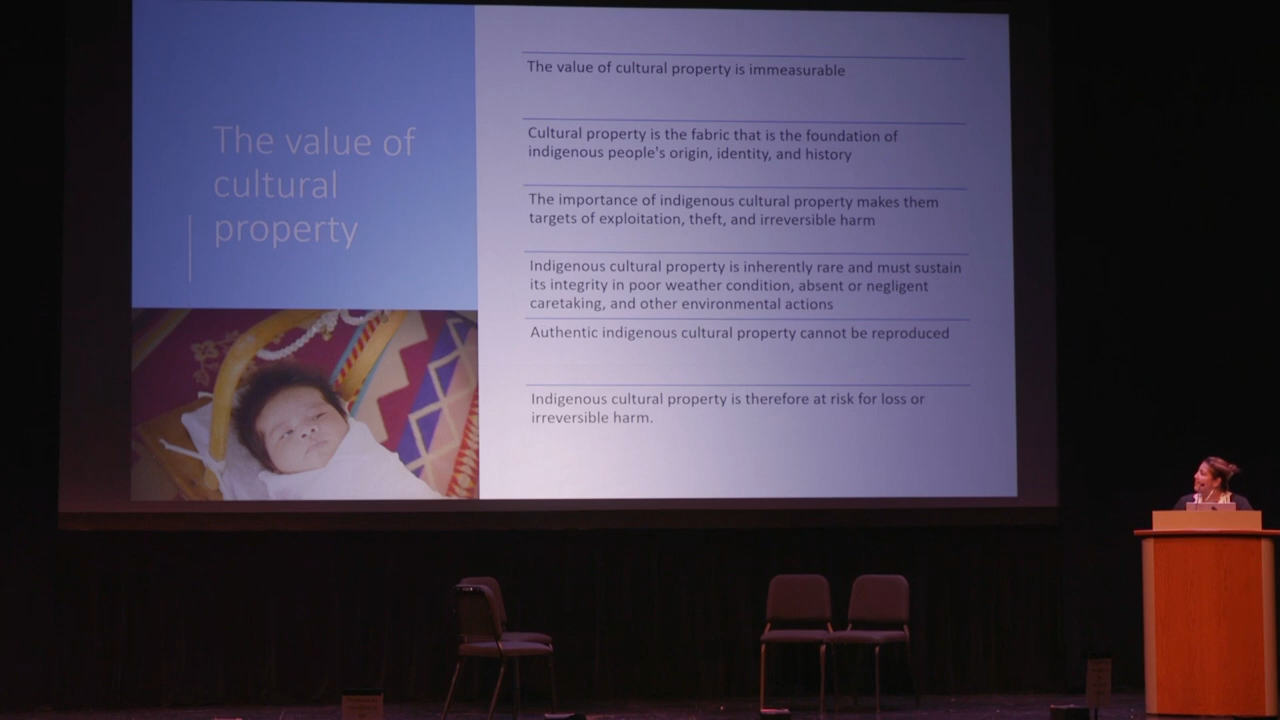 The value of
cultural
property
The value of cultural property is immeasurable
Cultural property is the fabric that is the foundation of
indigenous people's origin, identity, and history
The importance of indigenous cultural property makes them
targets of exploitation, theft, and irreversible harm
Indigenous cultural property is inherently rare and must sustain
its integrity in poor weather condition, absent or negligent
caretaking, and other environmental actions
Authentic indigenous cultural property cannot be reproduced
Indigenous cultural property is therefore at risk for loss or
irreversible harm.